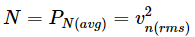 N = P_{N(avg)} = v_{n(rms)}^{2}